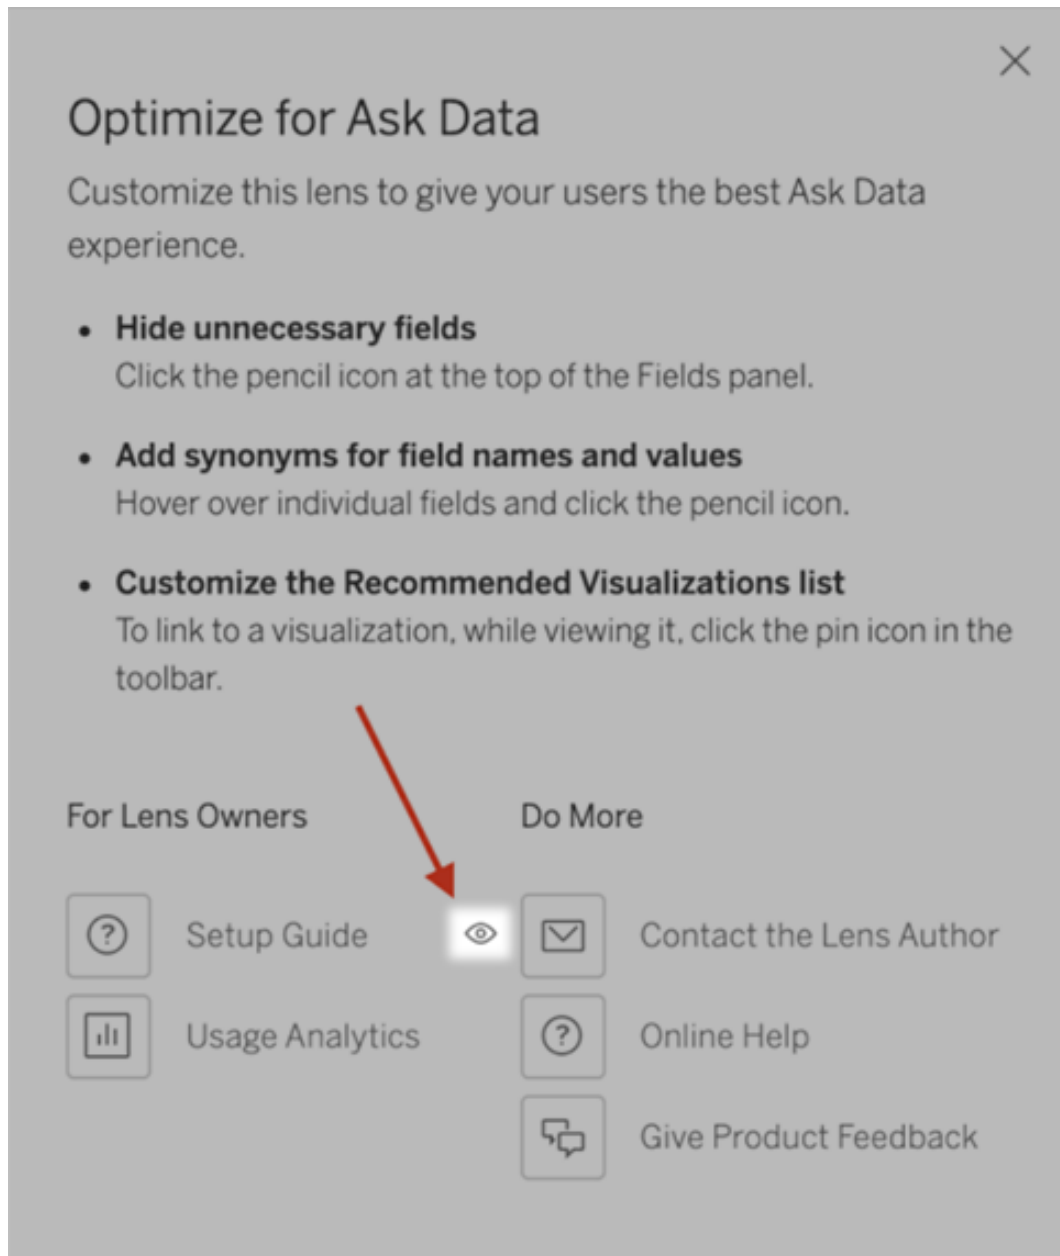 Optimize for Ask Data
Customize this lens to give your users the best Ask Data
experience.
• Hide unnecessary fields
Click the pencil icon at the top of the Fields panel.
• Add synonyms for field names and values
Hover over individual fields and click the pencil icon.
• Customize the Recommended Visualizations list
To link to a visualization, while viewing it, click the pin icon in the
toolbar.
For Lens Owners
Setup Guide
Usage Analytics
Do More
Contact the Lens Author
Online Help
Give Product Feedback